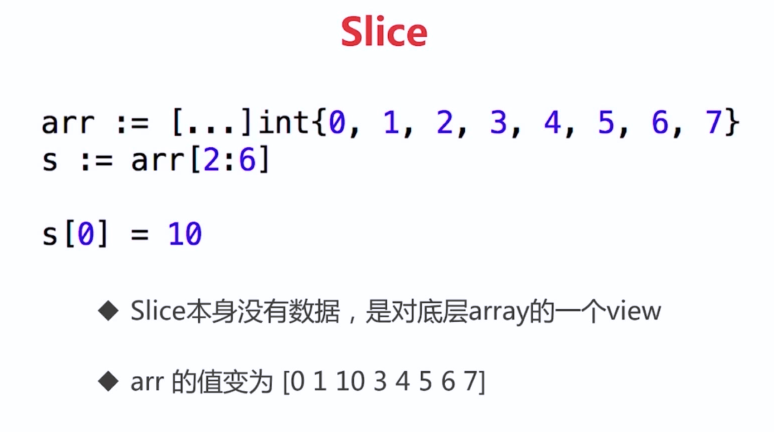 Slice
arr := [...]int{0, 1, 2, 3, 4, 5, 6, 7}
s := arr[2:6]
s[0] = 10
◆ Slice本身没有数据，是对底层array的一个view
◆ arr 的值变为 [0 1 10 3 4 5 6 7]